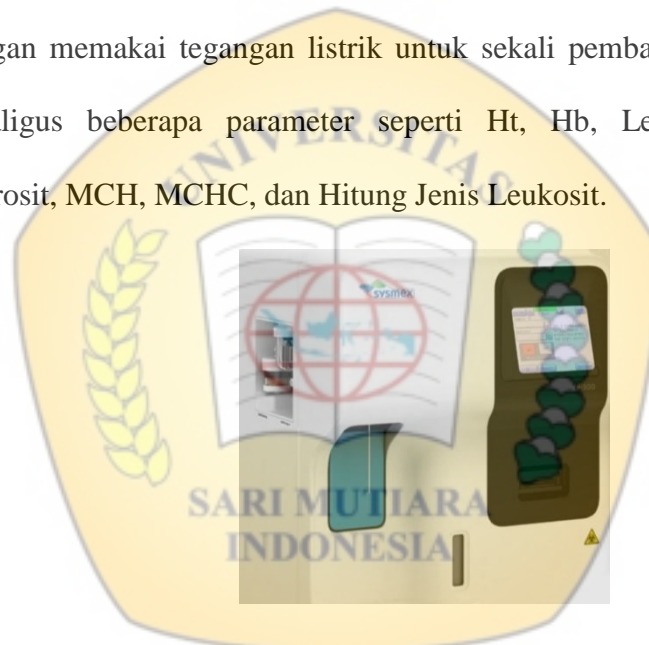 gan memakai tegangan listrik untuk sekali pemba
ligus beberapa parameter seperti Ht, Hb, Le
rosit, MCH, MCHC, dan Hitung Jenis Leukosit.
UNIVERSITAS
sysmex
SARI MUTIARA
INDONESIA